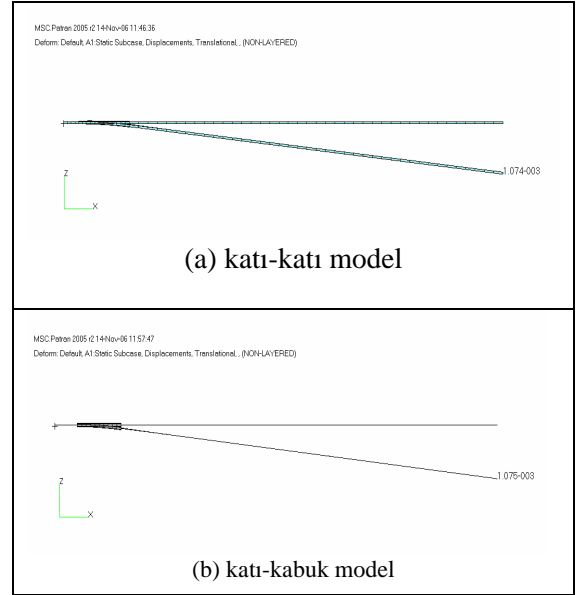 MSC.Patran 2005 r2 14-Nov-06 11:46:36
Deform: Default, A1:Static Subcase, Displacements, Translational, , (NON-LAYERED)
1.074-003
Z
X
(a) katı-katı model
MSC.Patran 2005 r2 14-Nov-06 11:57:47
Deform: Default, A1:Static Subcase, Displacements, Translational, , (NON-LAYERED)
1.075-003
Z
X
(b) katı-kabuk model